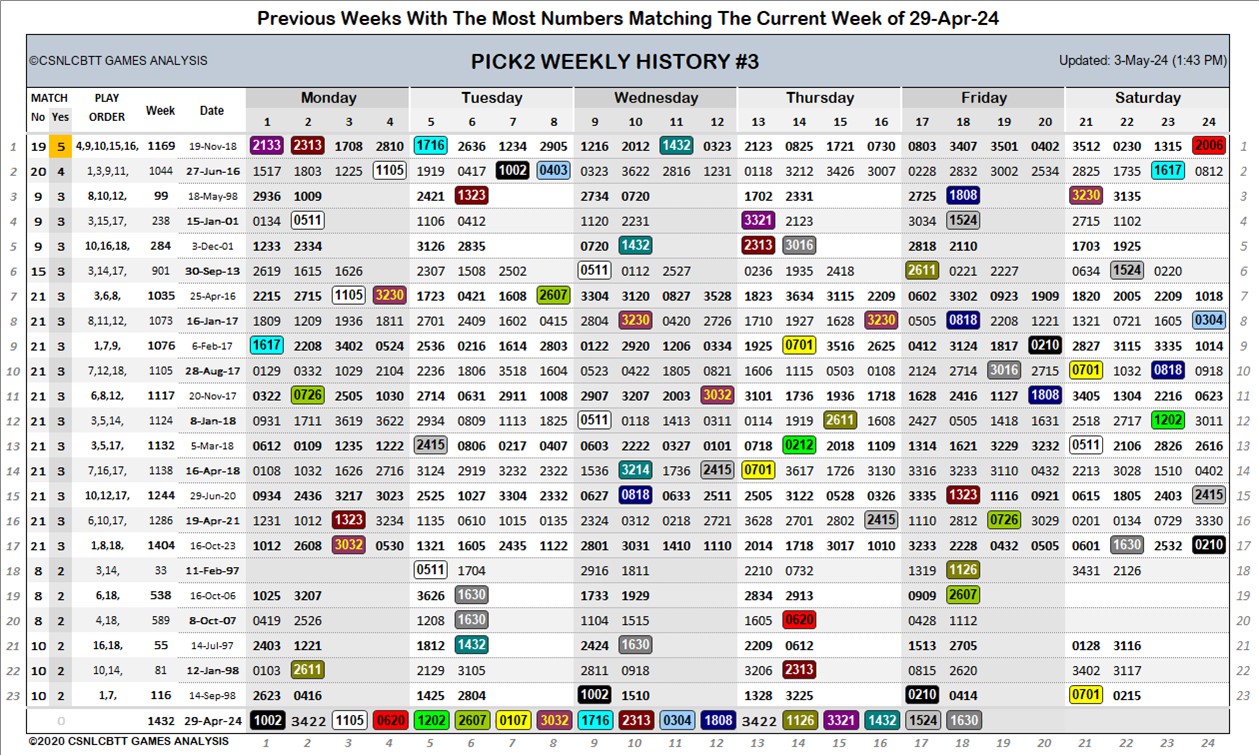 Previous Weeks With The Most Numbers Matching The Current Week of 29-Apr-24
©CSNLCBTT GAMES ANALYSIS PICK2 WEEKLY HISTORY #3 Updated: 3-May-24 (1:43 PM)
MATCH PLAY Week Date Monday Tuesday Wednesday Thursday Friday Saturday
No Yes ORDER 1 2 3 4 5 6 7 8 9 10 11 12 13 14 15 16 17 18 19 20 21 22 23 24
1 19 5 4,9,10,15,16, 1169 19-Nov-18 2133 2313 1708 2810 1716 2636 1234 2905 1216 2012 1432 0323 2123 0825 1721 0730 0803 3407 3501 0402 3512 0230 1315 2006 1
2 20 4 1,3,9,11, 1044 27-Jun-16 1517 1803 1225 1105 1919 0417 1002 0403 0323 3622 2816 1231 0118 3212 3426 3007 0228 2832 3002 2534 2825 1735 1617 0812 2
3 9 3 8,10,12, 99 18-May-98 2936 1009 2425 1323 2734 0720 1702 2331 2725 1808 3230 3135 3
4 9 3 3,15,17, 238 15-Jan-01 0134 0511 1106 0412 1120 2231 3321 2123 3034 1524 2715 1102 4
5 9 3 10,16,18, 284 3-Dec-01 1233 2334 3126 2835 0720 1432 2313 3016 2818 2110 1703 1925 5
6 15 3 3,14,17, 901 30-Sep-13 2619 1615 1626 2307 1508 2502 0511 0112 2527 0236 1935 2418 2611 0221 2227 0634 1524 0220 6
7 21 3 3,6,8, 1035 25-Apr-16 2215 2715 1105 3230 1723 0421 1608 2607 3304 3120 0827 3528 1823 3634 3115 2209 0602 3302 0923 1909 1820 2005 2209 1018 7
8 21 3 8,11,12, 1073 16-Jan-17 1809 1209 1936 1811 2701 2409 1602 0415 2804 3230 0420 2726 1710 1927 1628 3230 0505 0818 2208 1221 1321 0721 1605 0304 8
9 21 3 1,7,9, 1076 6-Feb-17 1617 2208 3402 0524 2536 0216 1614 2803 0122 2920 1206 0334 1925 0701 3516 2625 0412 3124 1817 0210 2827 3115 3335 1014 9
10 21 3 7,12,18, 1105 28-Aug-17 0129 0332 1029 2104 2236 1806 3518 1604 0523 0422 1805 0821 1606 1115 0503 0108 2124 2606 3016 2715 0701 1032 0818 0918 10
11 21 3 6,8,12, 1117 20-Nov-17 0322 0726 2505 1030 2714 0631 2911 1008 2907 3207 2003 3032 3101 1736 1936 1718 1628 2416 1127 1808 3405 1304 2216 0623 11
12 21 3 3,5,14, 1124 8-Jan-18 0931 1711 3619 3622 2934 3127 1113 1825 0511 0118 0413 0312 0114 1919 2611 1608 2427 0505 1418 1631 2518 2717 1202 3011 12
13 21 3 3,5,17, 1132 5-Mar-18 0612 0109 1235 1222 2415 0806 0217 0407 0603 2222 0327 0101 0718 0212 2018 1109 1314 1621 3229 3232 0511 2106 2826 2616 13
14 21 3 7,16,17, 1138 16-Apr-18 0108 1032 1626 2716 3124 2919 3232 2322 1536 3214 1736 2415 0701 3617 1726 3130 3318 3233 3110 0432 2213 3028 1510 0402 14
15 21 3 10,12,17, 1244 29-Jun-20 0934 2436 3217 3023 2525 1027 3304 2332 0627 0818 0633 2511 2505 3122 0528 0326 3335 1323 1116 0921 0615 1805 2403 2415 15
16 21 3 6,10,17, 1286 19-Apr-21 1231 1012 1323 3234 1135 0610 1015 0135 2324 0312 0218 2721 3628 2701 2802 2415 1110 2812 0726 3029 0201 0134 0729 3330 16
17 21 3 1,8,18, 1404 16-Oct-23 1012 2608 3032 0530 1321 1605 2435 1122 2801 3031 1410 1110 2014 1718 3017 1010 3233 2228 0432 0505 0601 1630 2532 0210 17
18 8 2 3,14, 33 11-Feb-97 0511 1704 2916 1811 2210 0732 1319 1126 3431 2126 18
19 8 2 6,18, 538 16-Oct-06 1025 3207 3626 1630 1733 1929 2834 2913 0909 2607 19
20 8 2 4,18, 589 8-Oct-07 0419 2526 1208 1630 1104 1515 1605 0620 0428 1112 20
21 10 2 16,18, 55 14-Jul-97 2403 1221 1812 1432 2424 1630 2209 0612 1513 2705 0128 3116 21
22 10 2 10,14, 81 12-Jan-98 0103 2611 2129 3105 2811 0918 3206 2313 0815 2620 3402 3117 22
23 10 2 1,7, 116 14-Sep-98 2623 0416 1425 2804 1002 1510 1328 3225 0210 0414 0701 0215 23
0 1432 29-Apr-24 1002 3422 1105 0620 1202 2607 0107 3032 1716 2313 0304 1808 3422 1126 3321 1432 1524 1630
©2020 CSNLCBTT GAMES ANALYSIS 1 2 3 4 5 6 7 8 9 10 11 12 13 14 15 16 17 18 19 20 21 22 23 24